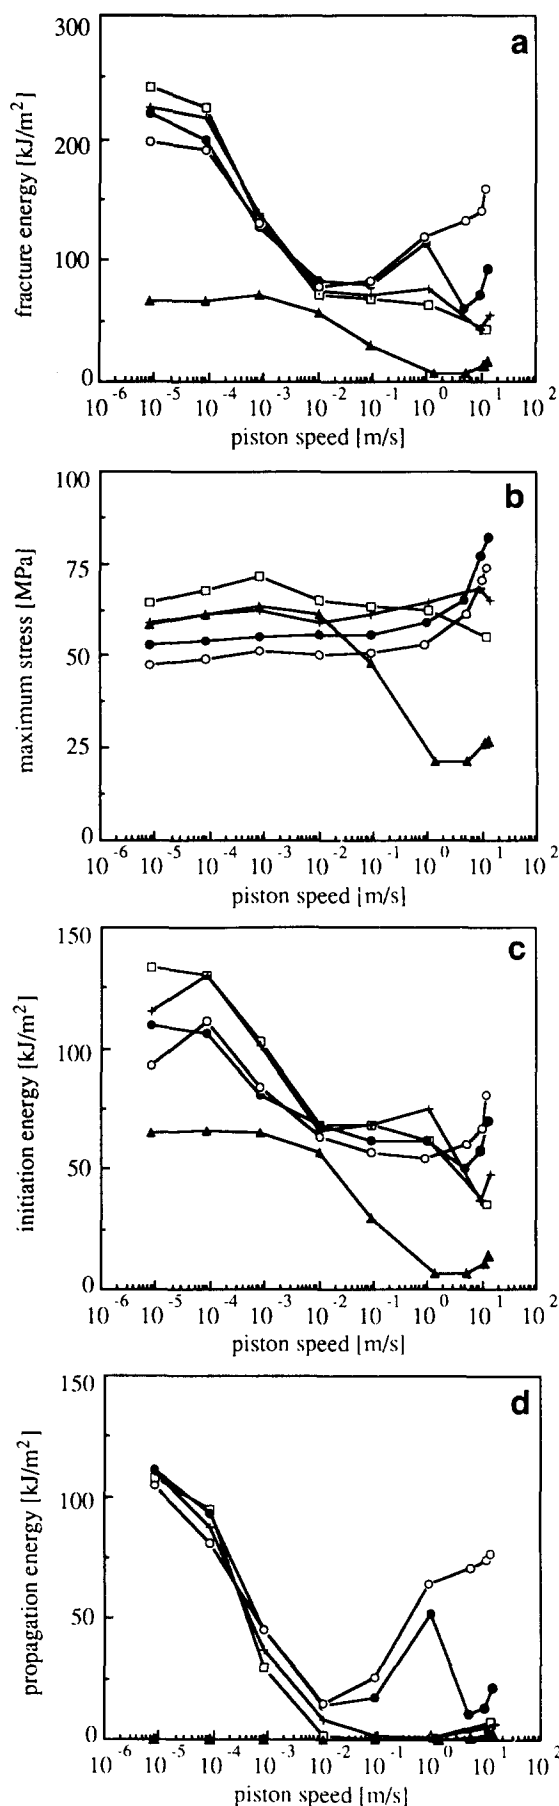 a
300
200
100
0
fracture energy [kJ/m²]
10⁻⁶ 10⁻⁵ 10⁻⁴ 10⁻³ 10⁻² 10⁻¹ 10⁰ 10¹ 10²
piston speed [m/s]
b
100
75
50
25
0
maximum stress [MPa]
10⁻⁶ 10⁻⁵ 10⁻⁴ 10⁻³ 10⁻² 10⁻¹ 10⁰ 10¹ 10²
piston speed [m/s]
c
150
100
50
0
initiation energy [kJ/m²]
10⁻⁶ 10⁻⁵ 10⁻⁴ 10⁻³ 10⁻² 10⁻¹ 10⁰ 10¹ 10²
piston speed [m/s]
d
150
100
50
0
propagation energy [kJ/m²]
10⁻⁶ 10⁻⁵ 10⁻⁴ 10⁻³ 10⁻² 10⁻¹ 10⁰ 10¹ 10²
piston speed [m/s]